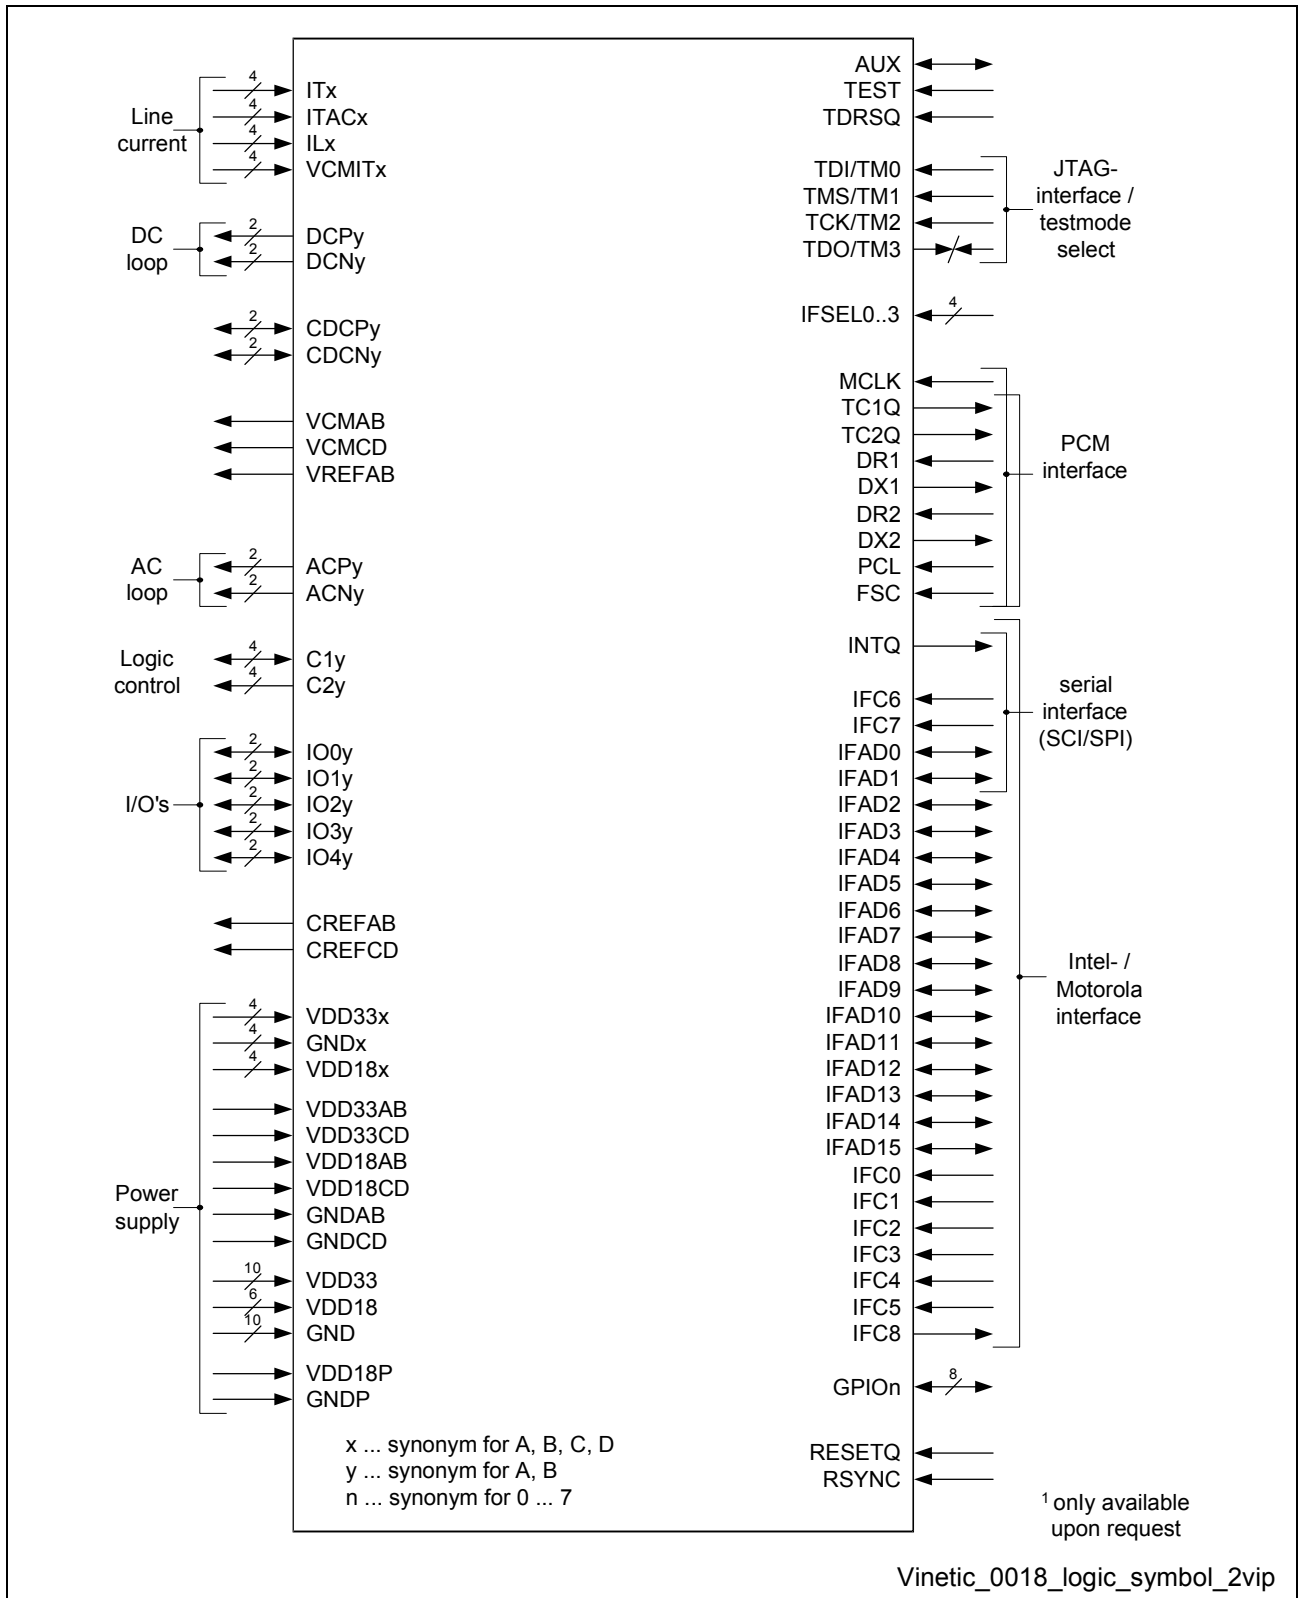 Line
current
4
ITx
4
ITACx
4
ILx
4
VCMITx
DC
loop
2
DCPy
2
DCNy
2
CDCPy
2
CDCNy
VCMAB
VCMCD
VREFAB
AC
loop
2
ACPy
2
ACNy
Logic
control
4
C1y
4
C2y
I/O's
2
IO0y
2
IO1y
2
IO2y
2
IO3y
2
IO4y
CREFAB
CREFCD
Power
supply
4
VDD33x
4
GNDx
4
VDD18x
VDD33AB
VDD33CD
VDD18AB
VDD18CD
GNDAB
GNDCD
10
VDD33
6
VDD18
10
GND
VDD18P
GNDP
x ... synonym for A, B, C, D
y ... synonym for A, B
n ... synonym for 0 ... 7
AUX
TEST
TDRSQ
TDI/TM0
TMS/TM1
TCK/TM2
TDO/TM3
JTAG-
interface /
testmode
select
IFSEL0..3
4
MCLK
TC1Q
TC2Q
DR1
DX1
DR2
DX2
PCL
FSC
PCM
interface
INTQ
IFC6
IFC7
IFAD0
IFAD1
serial
interface
(SCI/SPI)
IFAD2
IFAD3
IFAD4
IFAD5
IFAD6
IFAD7
IFAD8
IFAD9
IFAD10
IFAD11
IFAD12
IFAD13
IFAD14
IFAD15
IFC0
IFC1
IFC2
IFC3
IFC4
IFC5
IFC8
Intel- /
Motorola
interface
GPIOn
8
RESETQ
RSYNC
1 only available
upon request
Vinetic_0018_logic_symbol_2vip